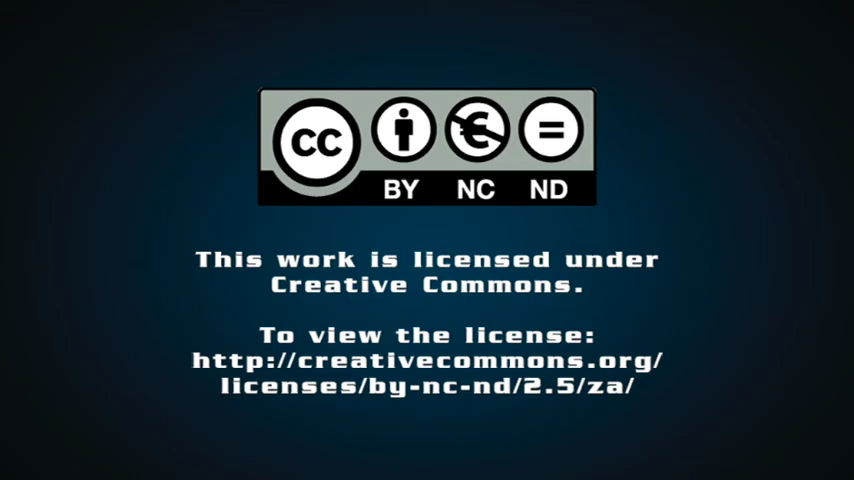 CC
BY NC ND
This work is licensed under
Creative Commons.
To view the license:
http://creativecommons.org/
licenses/by-nc-nd/2.5/za/